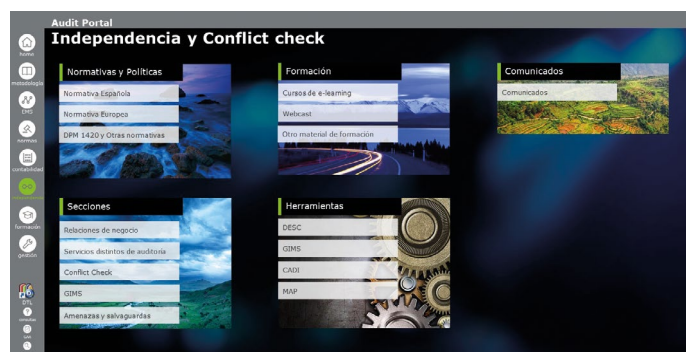 Audit Portal
Independencia y Conflict check
home
metodología
EMS
normas
contabilidad
formación
gestión
DTL
Normativas y Políticas
Normativa Española
Normativa Europea
DPM 1420 y Otras normativas
Formación
Cursos de e-learning
Webcast
Otro material de formación
Comunicados
Comunicados
Secciones
Relaciones de negocio
Servicios distintos de auditoría
Conflict Check
GIMS
Amenazas y salvaguardas
Herramientas
DESC
GIMS
CADI
MAP